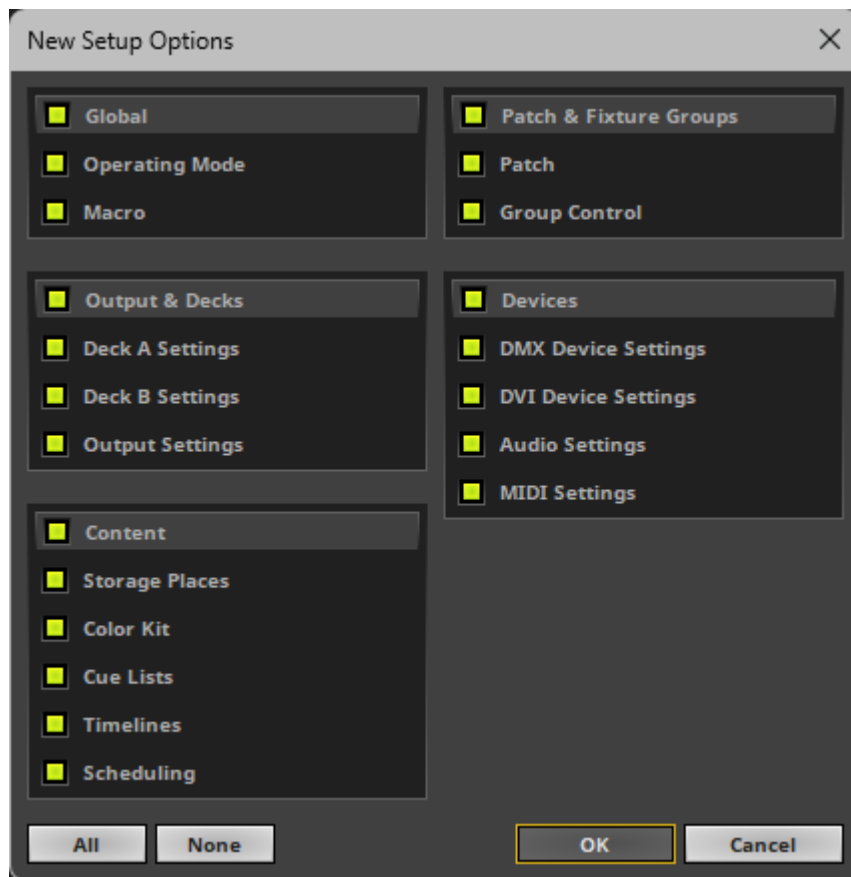 New Setup Options
Global
Operating Mode
Macro
Output & Decks
Deck A Settings
Deck B Settings
Output Settings
Content
Storage Places
Color Kit
Cue Lists
Timelines
Scheduling
Patch & Fixture Groups
Patch
Group Control
Devices
DMX Device Settings
DVI Device Settings
Audio Settings
MIDI Settings
All
None
OK
Cancel